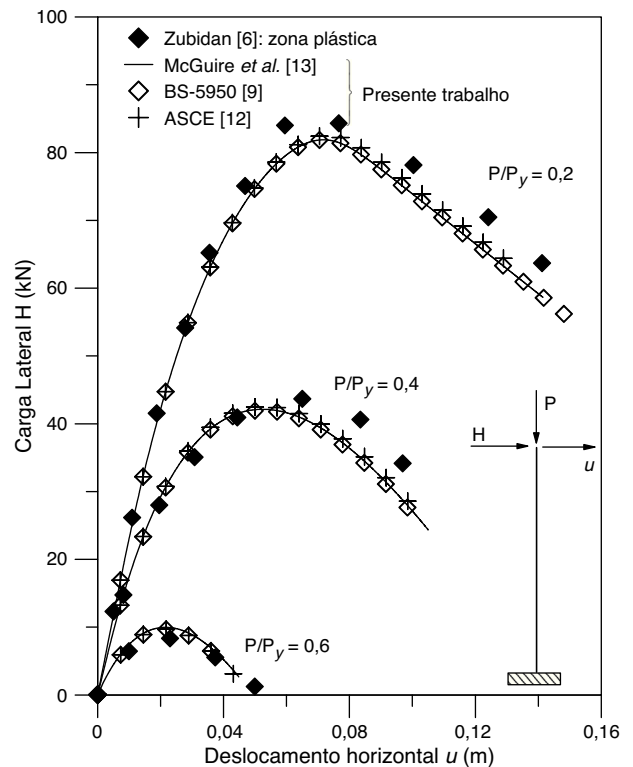 100
80
60
40
20
0
Carga Lateral H (kN)
Zubidan [6]: zona plástica
McGuire et al. [13]
BS-5950 [9]
ASCE [12]
Presente trabalho
P/Py = 0,2
P/Py = 0,4
P/Py = 0,6
P
H
u
0
0,04
0,08
0,12
0,16
Deslocamento horizontal u (m)